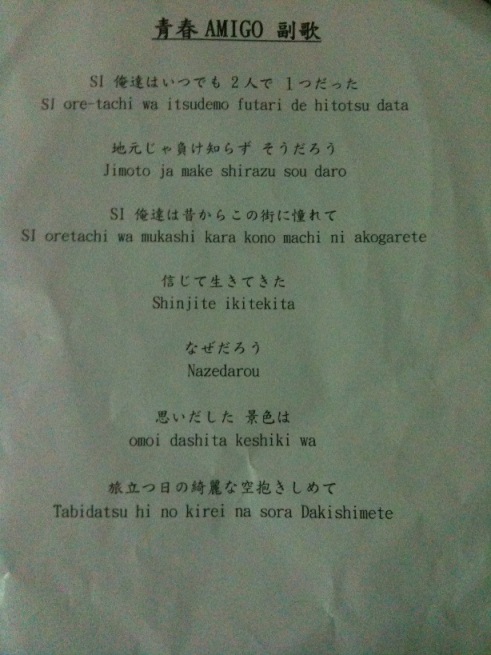 青春 AMIGO 副歌
SI 俺達はいつでも 2人で 1つだった
SI ore-tachi wa itsudemo futari de hitotsu data
地元じゃ負け知らず そうだろう
Jimoto ja make shirazu sou daro
SI 俺達は昔からこの街に憧れて
SI oretachi wa mukashi kara kono machi ni akogarete
信じて生きてきた
Shinjite ikitekita
なぜだろう
Nazedarou
思いだした 景色は
omoi dashita keshiki wa
旅立つ日の綺麗な空抱きしめて
Tabidatsu hi no kirei na sora Dakishimete